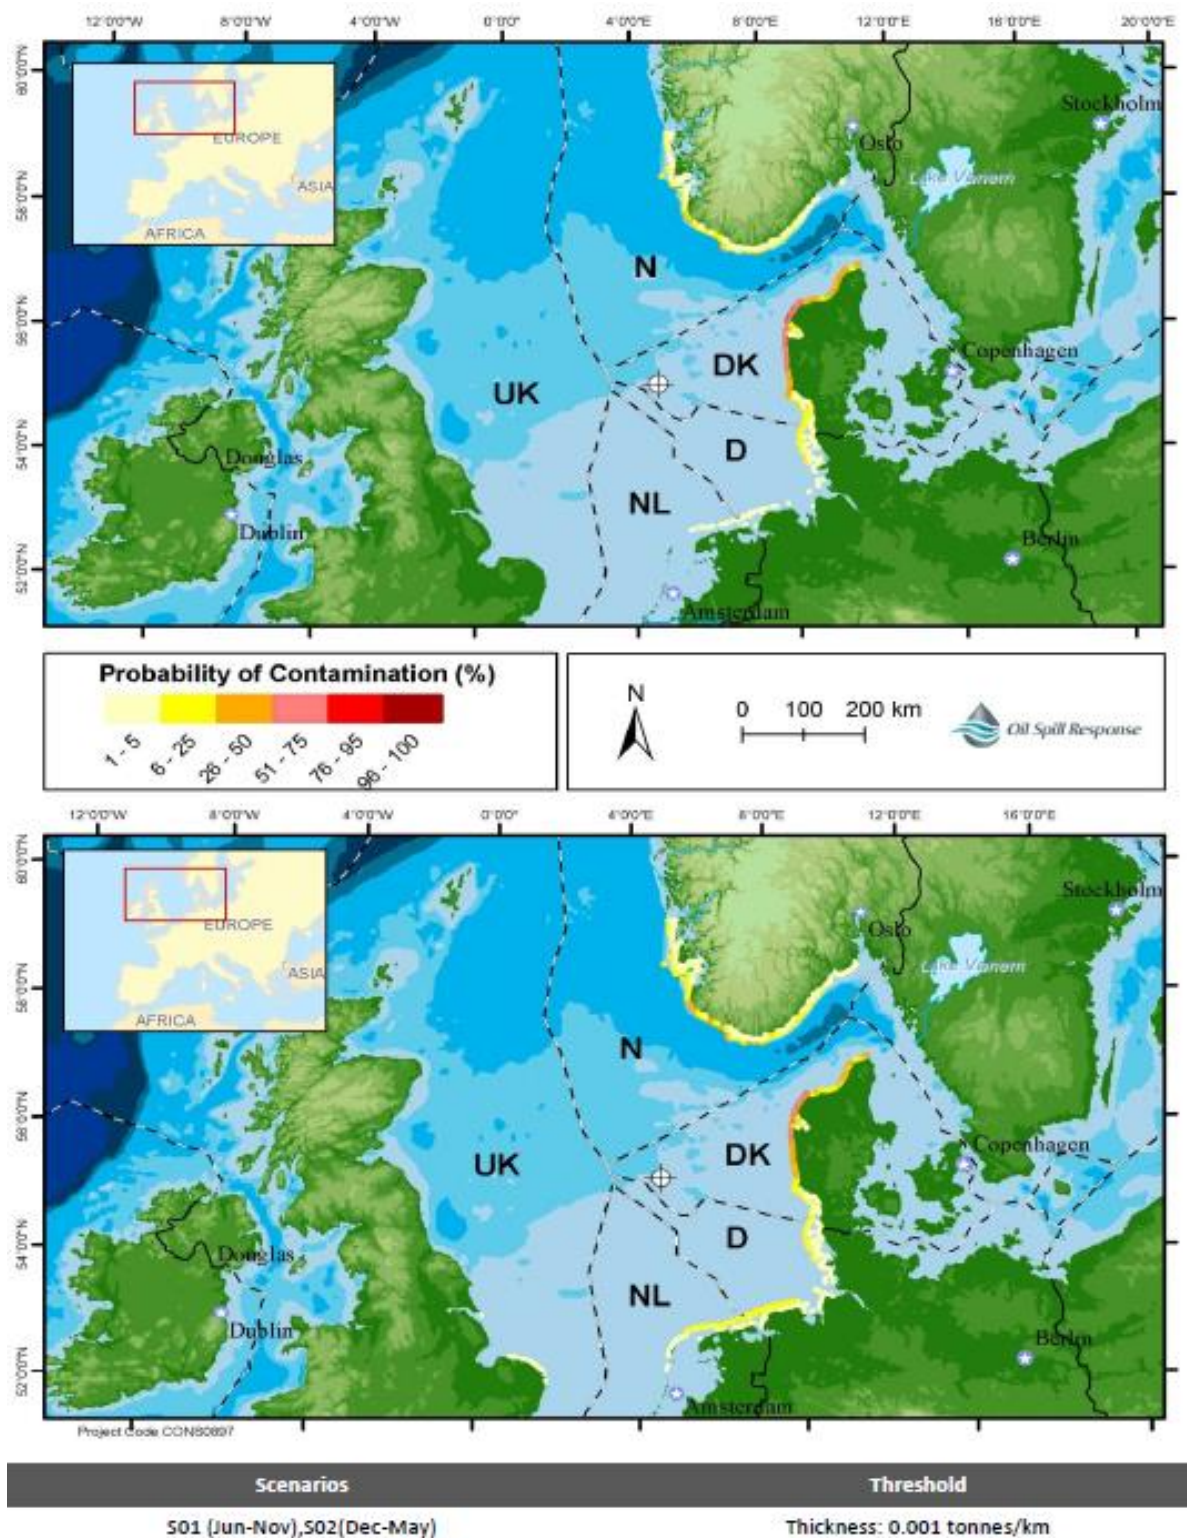 12°0'0"W 8°0'0"W 4°0'0"W 0°0'0" 4°0'0"E 8°0'0"E 12°0'0"E 16°0'0"E 20°0'0"E
60°0'0"N
58°0'0"N
56°0'0"N
54°0'0"N
52°0'0"N
EUROPE
ASIA
AFRICA
Stockholm
Oslo
Lake Vanern
N
Copenhagen
DK
UK
D
Douglas
NL
Dublin
Berlin
Amsterdam
Probability of Contamination (%)
1 - 5
6 - 25
26 - 50
51 - 75
76 - 95
96 - 100
N
0 100 200 km
Oil Spill Response
12°0'0"W 8°0'0"W 4°0'0"W 0°0'0" 4°0'0"E 8°0'0"E 12°0'0"E 16°0'0"E
60°0'0"N
58°0'0"N
56°0'0"N
54°0'0"N
52°0'0"N
EUROPE
ASIA
AFRICA
Stockholm
Oslo
Lake Vanern
N
Copenhagen
DK
UK
D
Douglas
NL
Dublin
Berlin
Amsterdam
Project Code CONS0897
Scenarios Threshold
S01 (Jun-Nov),S02(Dec-May) Thickness: 0.001 tonnes/km